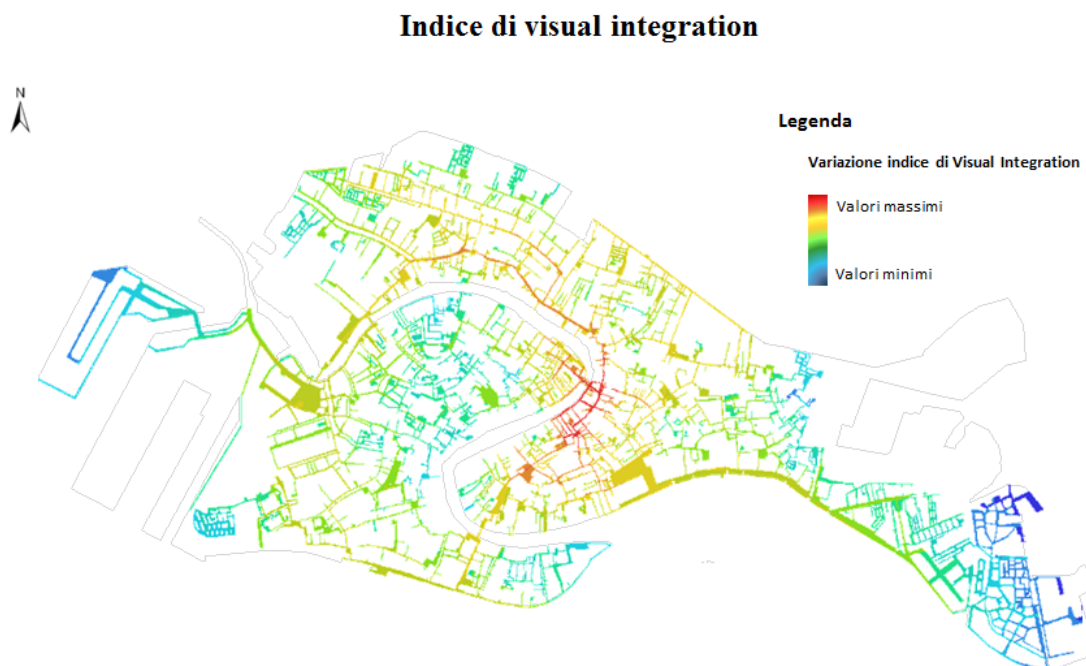 Indice di visual integration
N
Legenda
Variazione indice di Visual Integration
Valori massimi
Valori minimi